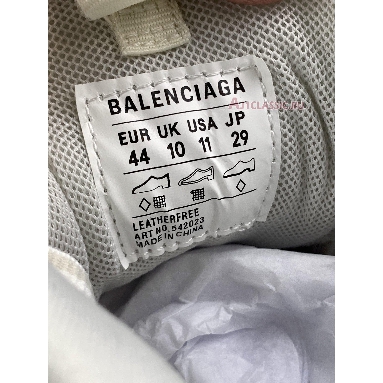 BALENCIAGA
EUR UK USA JP
44 10 11 29
LEATHERFREE
ART NO.542023
MADE IN CHINA